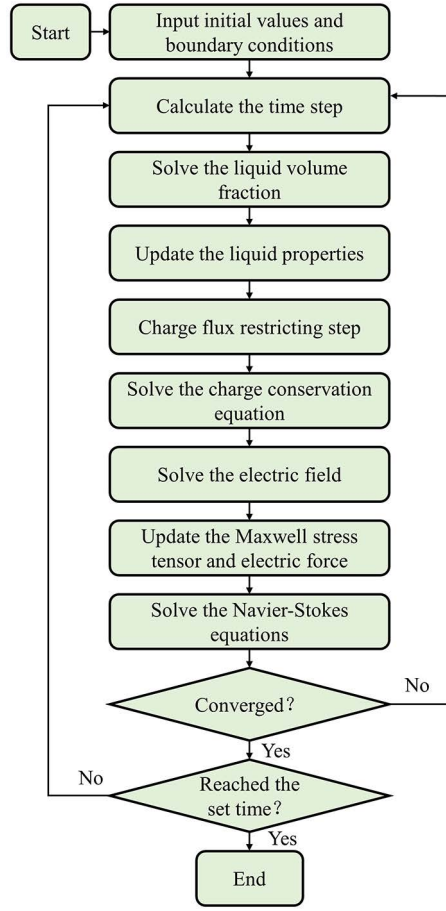 Start
Input initial values and
boundary conditions
Calculate the time step
Solve the liquid volume
fraction
Update the liquid properties
Charge flux restricting step
Solve the charge conservation
equation
Solve the electric field
Update the Maxwell stress
tensor and electric force
Solve the Navier-Stokes
equations
Converged?
No
Yes
Reached the
set time?
No
Yes
End